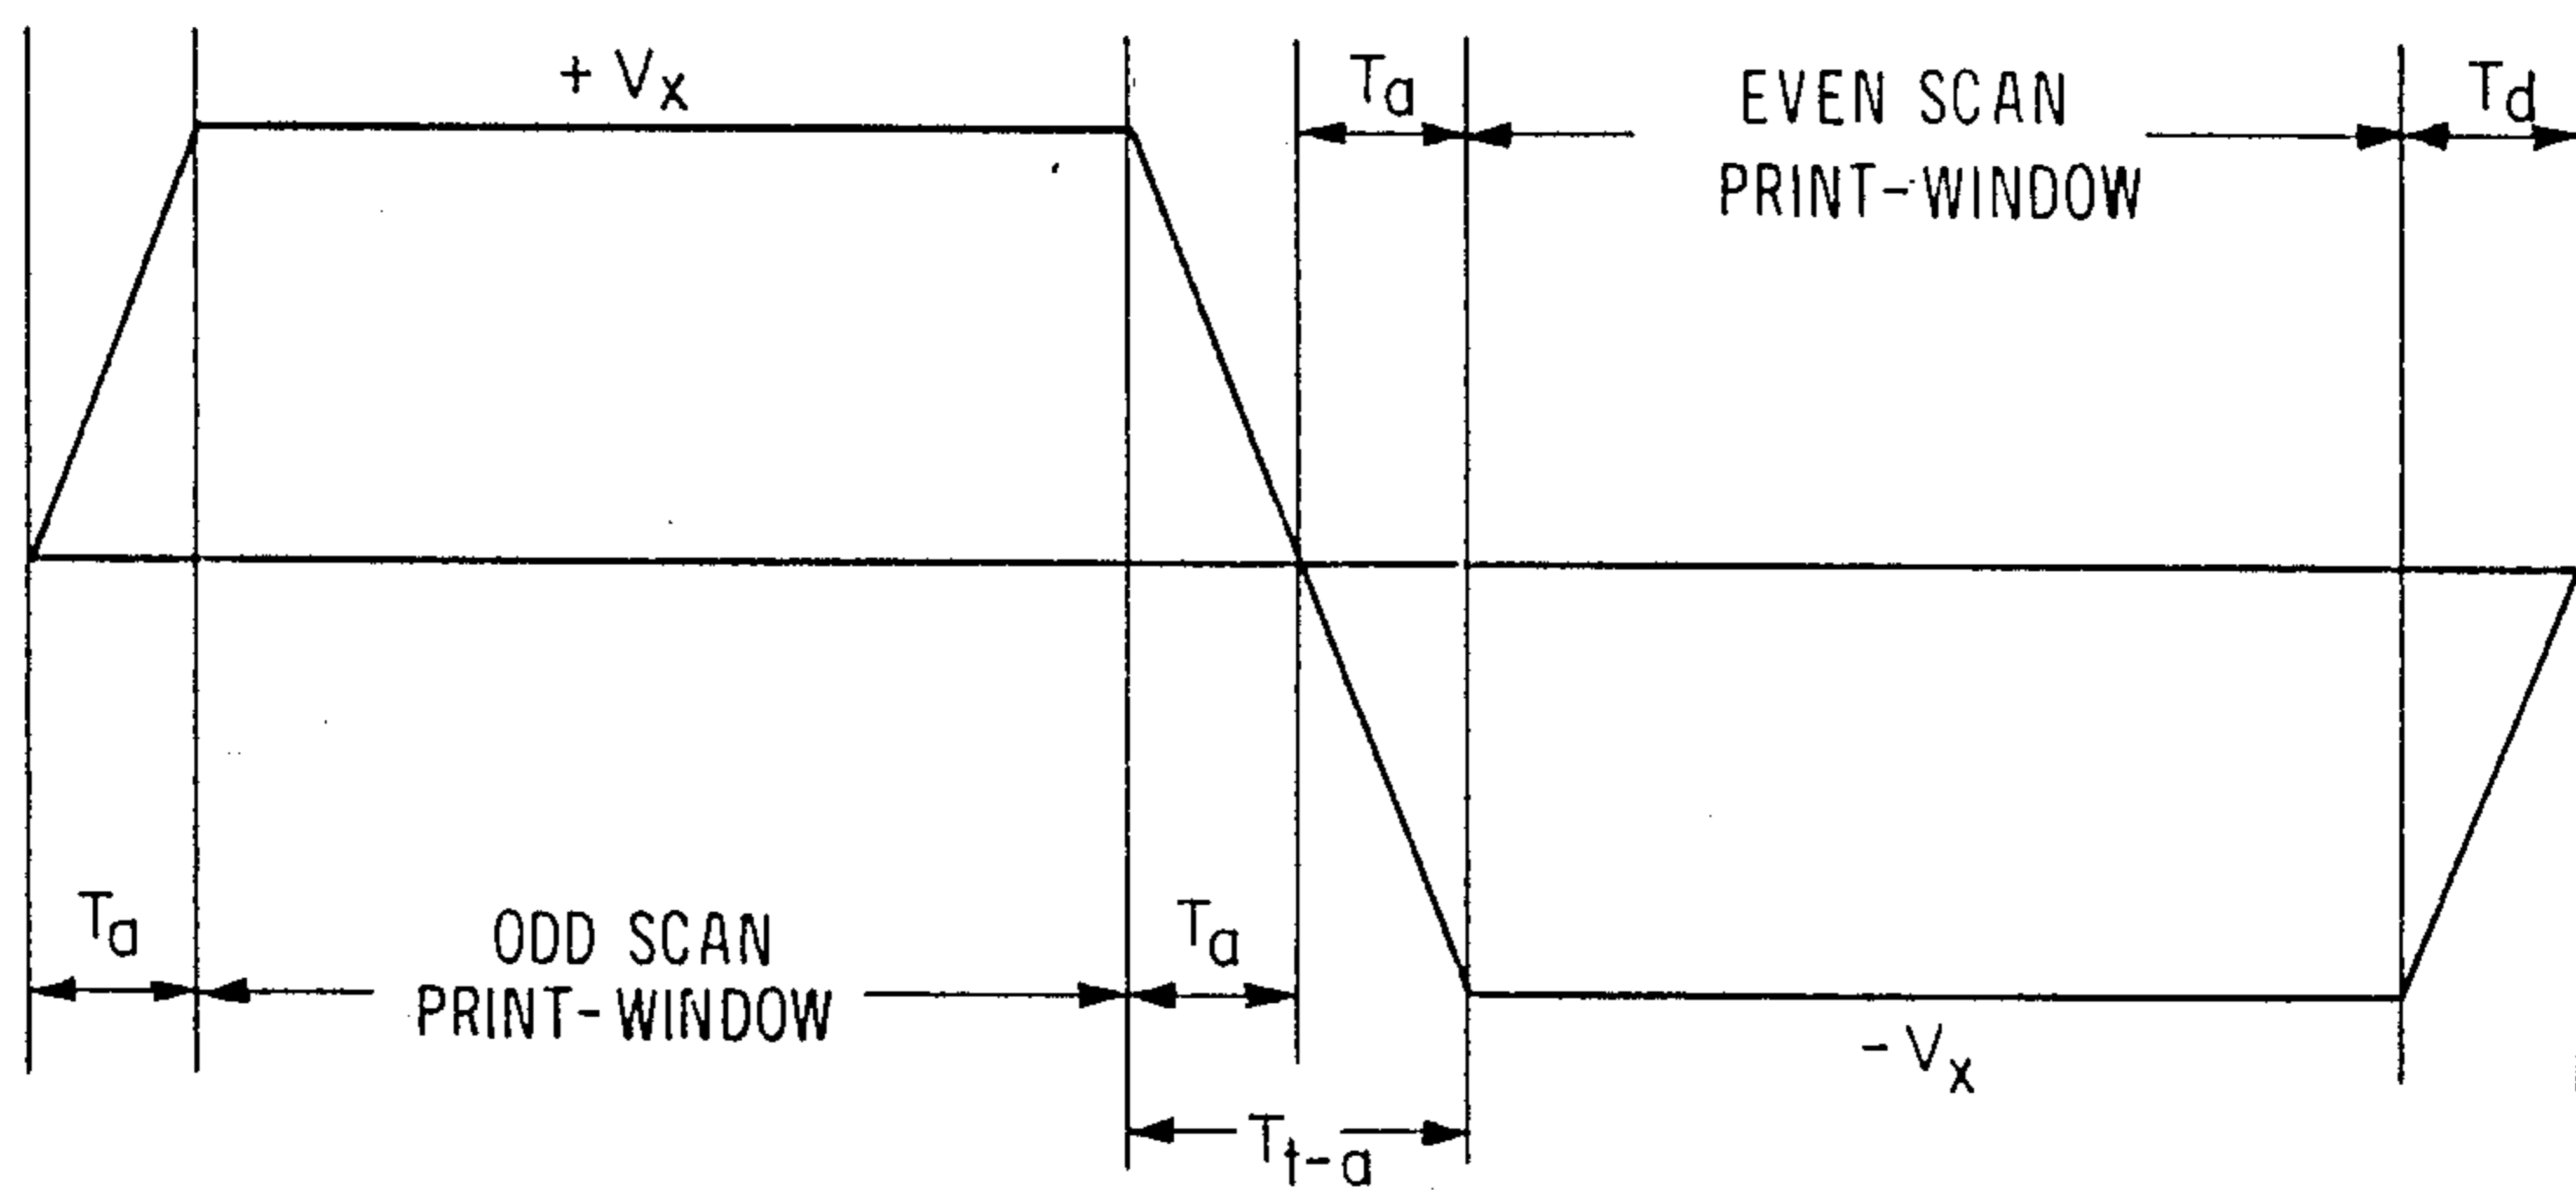 + Vx
Ta
EVEN SCAN
PRINT-WINDOW
Td
Ta
ODD SCAN
PRINT-WINDOW
Ta
- Vx
Tt-a